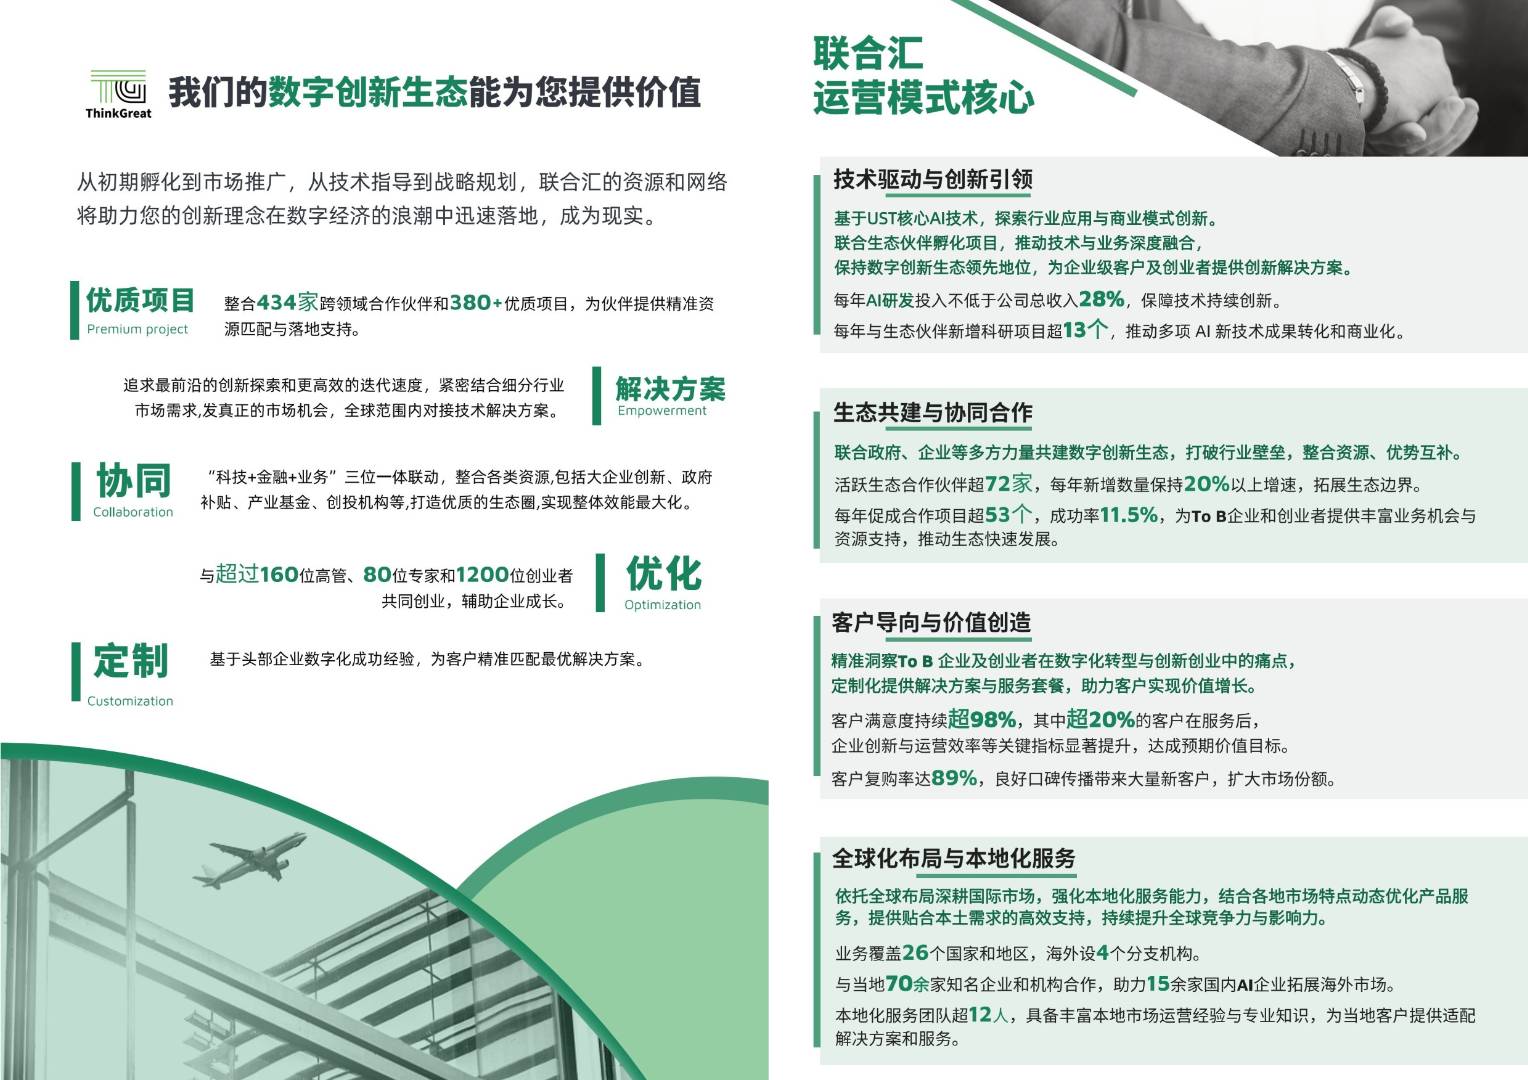 ThinkGreat
我们的数字创新生态能为您提供价值
从初期孵化到市场推广，从技术指导到战略规划，联合汇的资源和网络
将助力您的创新理念在数字经济的浪潮中迅速落地，成为现实。
优质项目
Premium project
整合434家跨领域合作伙伴和380+优质项目，为伙伴提供精准资
源匹配与落地支持。
追求最前沿的创新探索和更高效的迭代速度，紧密结合细分行业
市场需求,发真正的市场机会，全球范围内对接技术解决方案。
解决方案
Empowerment
协同
Collaboration
“科技+金融+业务”三位一体联动，整合各类资源,包括大企业创新、政府
补贴、产业基金、创投机构等,打造优质的生态圈,实现整体效能最大化。
与超过160位高管、80位专家和1200位创业者
共同创业，辅助企业成长。
优化
Optimization
定制
Customization
基于头部企业数字化成功经验，为客户精准匹配最优解决方案。
联合汇
运营模式核心
技术驱动与创新引领
基于UST核心AI技术，探索行业应用与商业模式创新。
联合生态伙伴孵化项目，推动技术与业务深度融合，
保持数字创新生态领先地位，为企业级客户及创业者提供创新解决方案。
每年AI研发投入不低于公司总收入28%，保障技术持续创新。
每年与生态伙伴新增科研项目超13个，推动多项 AI 新技术成果转化和商业化。
生态共建与协同合作
联合政府、企业等多方力量共建数字创新生态，打破行业壁垒，整合资源、优势互补。
活跃生态合作伙伴超72家，每年新增数量保持20%以上增速，拓展生态边界。
每年促成合作项目超53个，成功率11.5%，为To B企业和创业者提供丰富业务机会与
资源支持，推动生态快速发展。
客户导向与价值创造
精准洞察To B 企业及创业者在数字化转型与创新创业中的痛点，
定制化提供解决方案与服务套餐，助力客户实现价值增长。
客户满意度持续超98%，其中超20%的客户在服务后，
企业创新与运营效率等关键指标显著提升，达成预期价值目标。
客户复购率达89%，良好口碑传播带来大量新客户，扩大市场份额。
全球化布局与本地化服务
依托全球布局深耕国际市场，强化本地化服务能力，结合各地市场特点动态优化产品服
务，提供贴合本土需求的高效支持，持续提升全球竞争力与影响力。
业务覆盖26个国家和地区，海外设4个分支机构。
与当地70余家知名企业和机构合作，助力15余家国内AI企业拓展海外市场。
本地化服务团队超12人，具备丰富本地市场运营经验与专业知识，为当地客户提供适配
解决方案和服务。